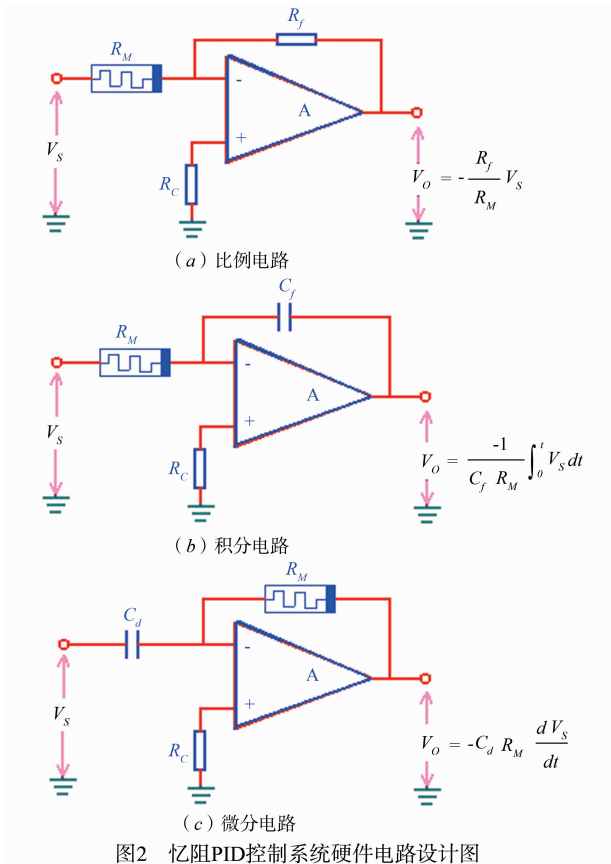 R_f
R_M
-
A
+
V_S
R_C
V_O = - R_f / R_M V_S
(a) 比例电路
C_f
R_M
-
A
+
V_S
R_C
V_O = -1 / C_f R_M ∫_0^t V_S dt
(b) 积分电路
R_M
C_d
-
A
+
V_S
R_C
V_O = -C_d R_M d V_S / dt
(c) 微分电路
图2 忆阻PID控制系统硬件电路设计图